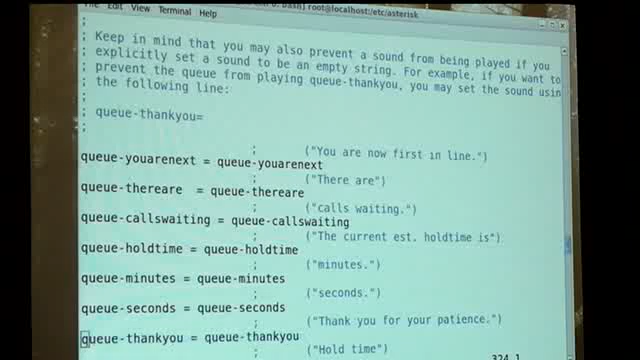 Edit View Terminal Help root@localhost:/etc/asterisk
;
; Keep in mind that you may also prevent a sound from being played if you
; explicitly set a sound to be an empty string. For example, if you want to
; prevent the queue from playing queue-thankyou, you may set the sound usin
; the following line:
;
; queue-thankyou=
;
; ("You are now first in line.")
queue-youarenext = queue-youarenext
; ("There are")
queue-thereare = queue-thereare
; ("calls waiting.")
queue-callswaiting = queue-callswaiting
; ("The current est. holdtime is")
queue-holdtime = queue-holdtime
; ("minutes.")
queue-minutes = queue-minutes
; ("seconds.")
queue-seconds = queue-seconds
; ("Thank you for your patience.")
queue-thankyou = queue-thankyou
; ("Hold time")
324,1